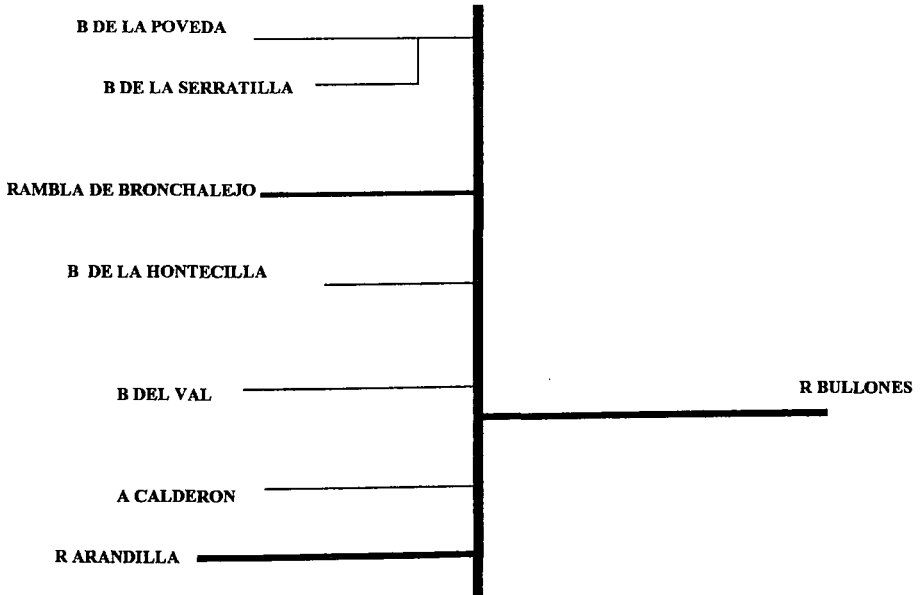 B DE LA POVEDA
B DE LA SERRATILLA
RAMBLA DE BRONCHALEJO
B DE LA HONTECILLA
B DEL VAL
R BULLONES
A CALDERON
R ARANDILLA